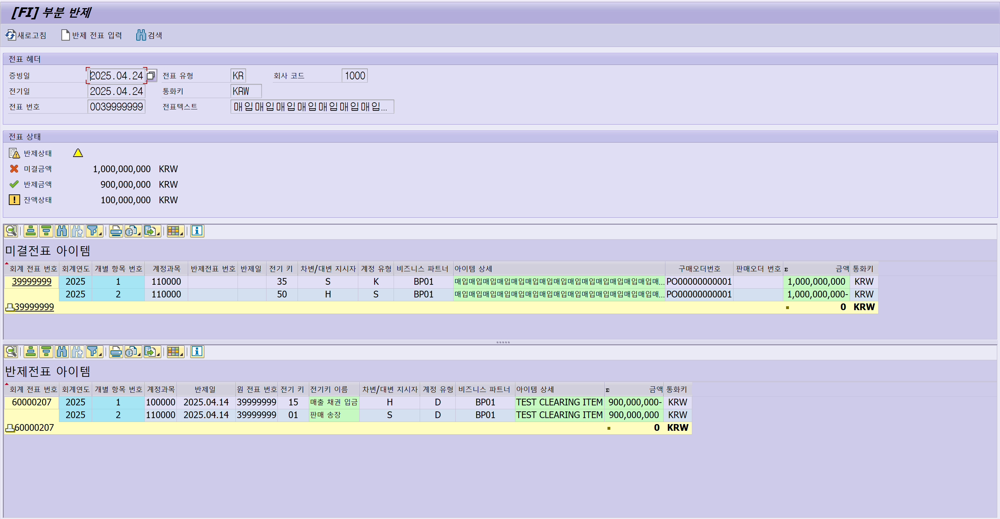 [FI] 부분 반제
새로고침 반제 전표 입력 검색
전표 헤더
증빙일 2025.04.24 전표 유형 KR 회사 코드 1000
전기일 2025.04.24 통화키 KRW
전표 번호 0039999999 전표텍스트 매입매입매입매입매입매입매입...
전표 상태
반제상태
미결금액 1,000,000,000 KRW
반제금액 900,000,000 KRW
잔액상태 100,000,000 KRW
미결전표 아이템
회계 전표 번호 회계연도 개별 항목 번호 계정과목 반제전표 번호 반제일 전기 키 차변/대변 지시자 계정 유형 비즈니스 파트너 아이템 상세 구매오더번호 판매오더 번호 Σ 금액 통화키
39999999 2025 1 110000 35 S K BP01 매입매입매입매입매입매입매입매입매입매입매입매입매입매입매... PO00000000001 1,000,000,000 KRW
2025 2 110000 50 H S BP01 매입매입매입매입매입매입매입매입매입매입매입매입매입매입매... PO00000000001 1,000,000,000- KRW
39999999 0 KRW
반제전표 아이템
회계 전표 번호 회계연도 개별 항목 번호 계정과목 반제일 원 전표 번호 전기 키 전기키 이름 차변/대변 지시자 계정 유형 비즈니스 파트너 아이템 상세 Σ 금액 통화키
60000207 2025 1 100000 2025.04.14 39999999 15 매출 채권 입금 H D BP01 TEST CLEARING ITEM 900,000,000- KRW
2025 2 110000 2025.04.14 39999999 01 판매 송장 S D BP01 TEST CLEARING ITEM 900,000,000 KRW
60000207 0 KRW